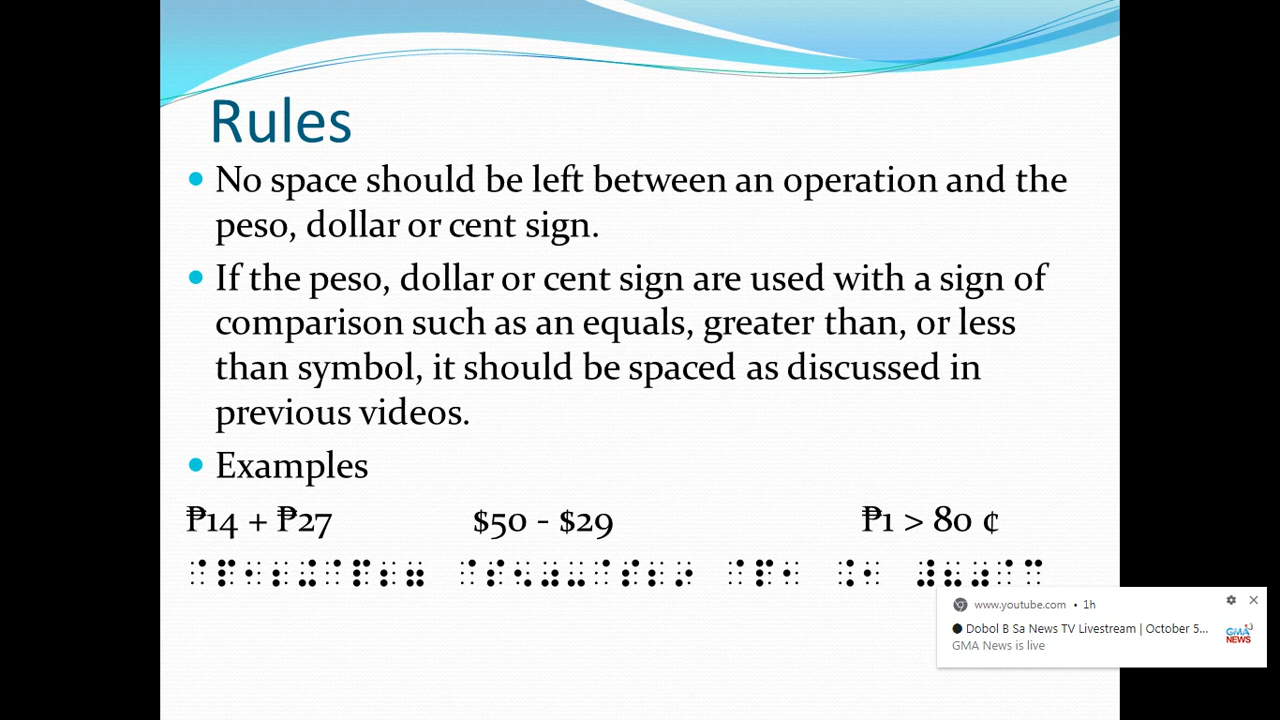 Rules
• No space should be left between an operation and the
peso, dollar or cent sign.
• If the peso, dollar or cent sign are used with a sign of
comparison such as an equals, greater than, or less
than symbol, it should be spaced as discussed in
previous videos.
• Examples
₱14 + ₱27 $50 - $29 ₱1 > 80 ¢
⠈⠏⠂⠲⠬⠈⠏⠆⠶ ⠈⠎⠢⠴⠤⠈⠎⠆⠔ ⠈⠏⠂ ⠨⠂ ⠼⠦⠴⠈⠉
www.youtube.com • 1h
● Dobol B Sa News TV Livestream | October 5...
GMA News is live
GMA
NEWS